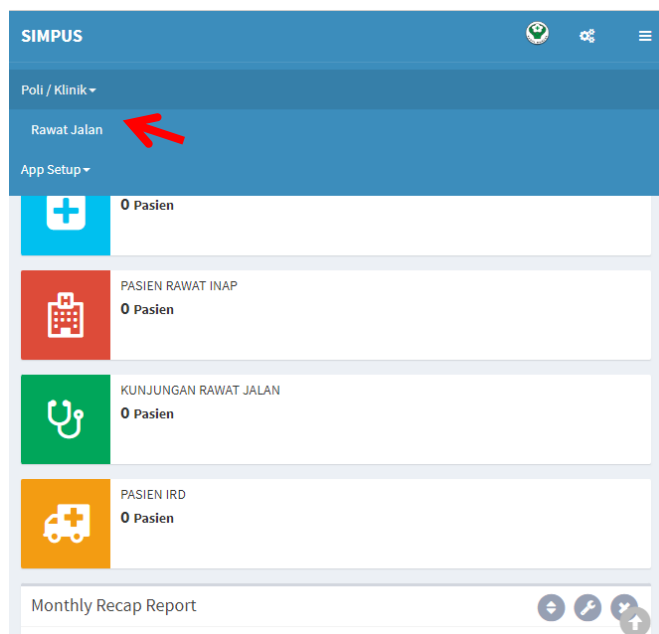 SIMPUS
Poli / Klinik
Rawat Jalan
App Setup
0 Pasien
PASIEN RAWAT INAP
0 Pasien
KUNJUNGAN RAWAT JALAN
0 Pasien
PASIEN IRD
0 Pasien
Monthly Recap Report